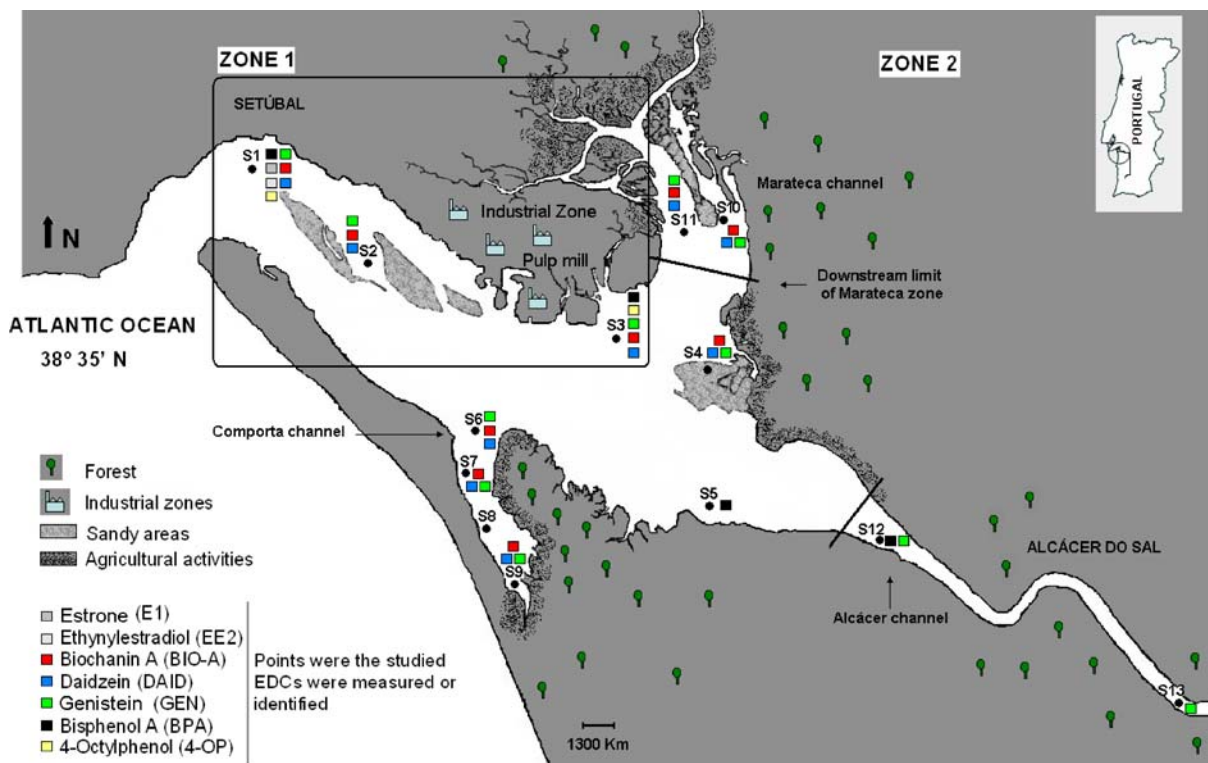 ZONE 1
ZONE 2
PORTUGAL
SETÚBAL
S1
N
S2
Industrial Zone
Pulp mill
S11
S10
Marateca channel
Downstream limit
of Marateca zone
ATLANTIC OCEAN
38° 35' N
S3
S4
Comporta channel
S6
S7
S8
S9
S5
S12
ALCÁCER DO SAL
Alcácer channel
S13
Forest
Industrial zones
Sandy areas
Agricultural activities
Estrone (E1)
Ethynylestradiol (EE2)
Biochanin A (BIO-A)
Daidzein (DAID)
Genistein (GEN)
Bisphenol A (BPA)
4-Octylphenol (4-OP)
Points were the studied
EDCs were measured or
identified
1300 Km